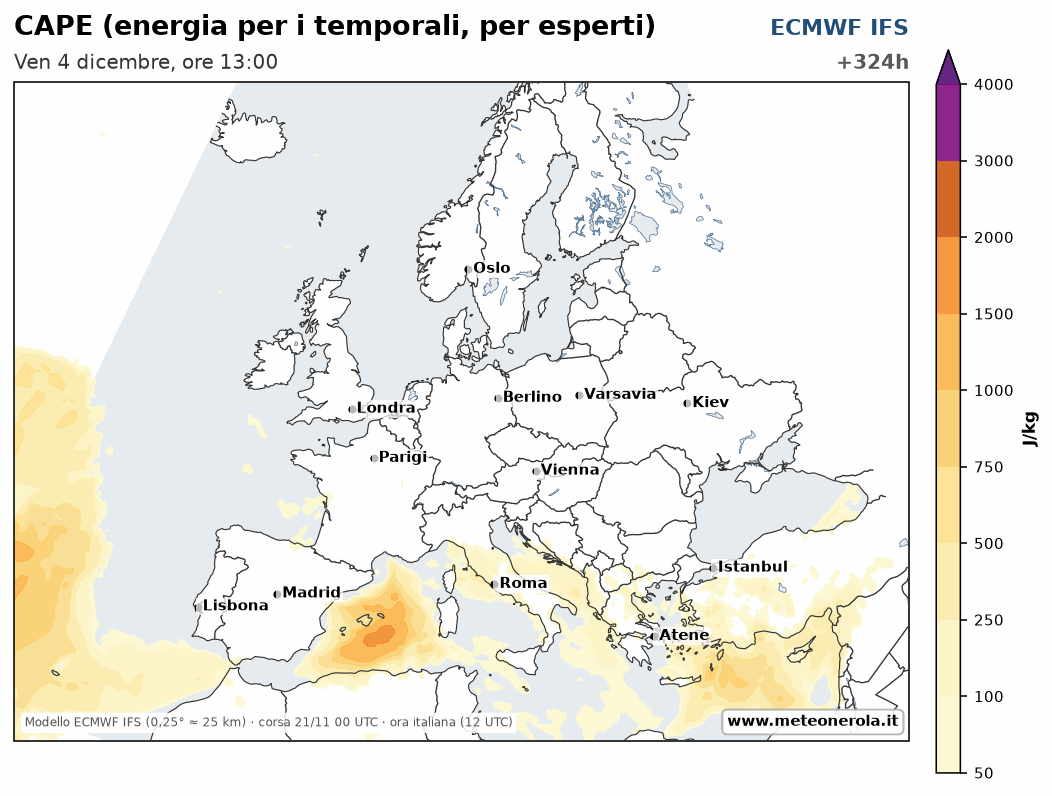 CAPE (energia per i temporali, per esperti)
ECMWF IFS
Ven 4 dicembre, ore 13:00
+324h
4000
3000
2000
1500
1000
750
500
250
100
50
J/kg
Oslo
Berlino
Varsavia
Kiev
Londra
Parigi
Vienna
Istanbul
Roma
Madrid
Lisbona
Atene
Modello ECMWF IFS (0,25° ≈ 25 km) · corsa 21/11 00 UTC · ora italiana (12 UTC)
www.meteonerola.it